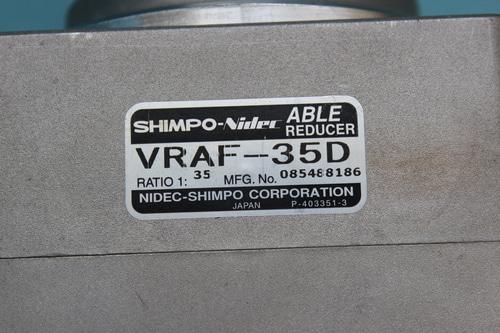 SHIMPO-Nidec ABLE REDUCER
VRAF-35D
RATIO 1: 35 MFG. No. 085488186
NIDEC-SHIMPO CORPORATION
JAPAN P-403351-3